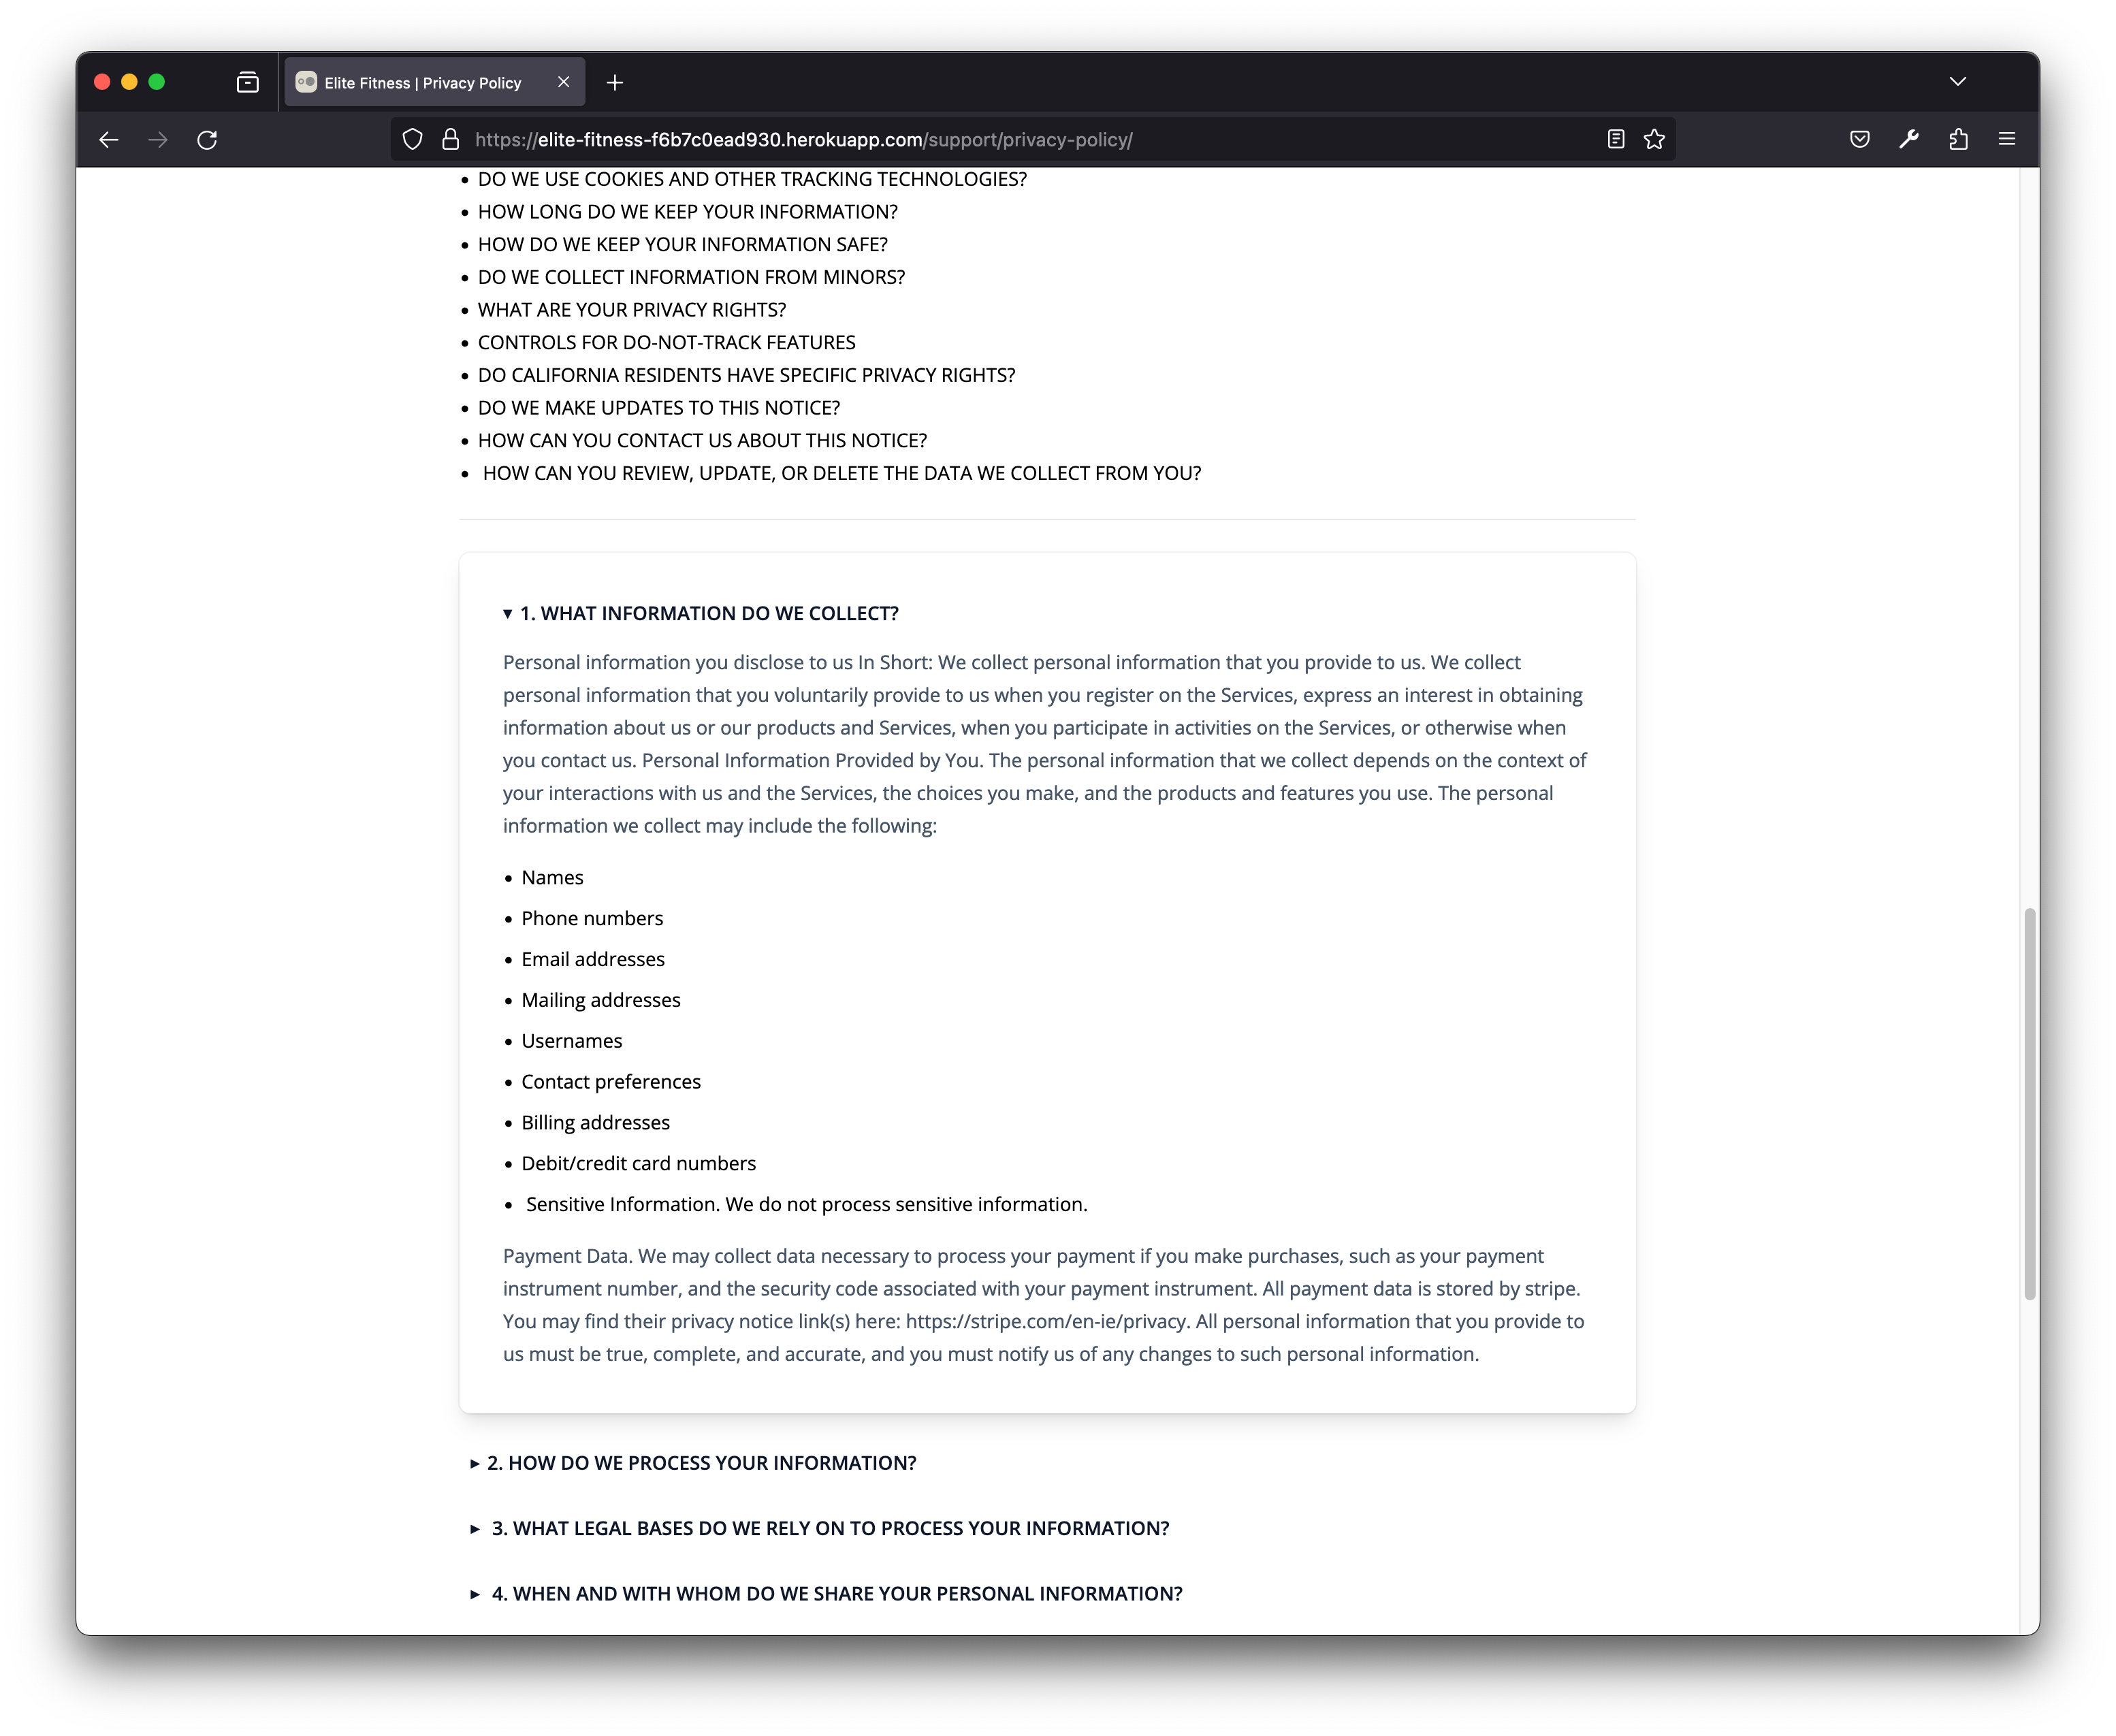 Elite Fitness | Privacy Policy
https://elite-fitness-f6b7c0ead930.herokuapp.com/support/privacy-policy/
• DO WE USE COOKIES AND OTHER TRACKING TECHNOLOGIES?
• HOW LONG DO WE KEEP YOUR INFORMATION?
• HOW DO WE KEEP YOUR INFORMATION SAFE?
• DO WE COLLECT INFORMATION FROM MINORS?
• WHAT ARE YOUR PRIVACY RIGHTS?
• CONTROLS FOR DO-NOT-TRACK FEATURES
• DO CALIFORNIA RESIDENTS HAVE SPECIFIC PRIVACY RIGHTS?
• DO WE MAKE UPDATES TO THIS NOTICE?
• HOW CAN YOU CONTACT US ABOUT THIS NOTICE?
• HOW CAN YOU REVIEW, UPDATE, OR DELETE THE DATA WE COLLECT FROM YOU?
▾ 1. WHAT INFORMATION DO WE COLLECT?
Personal information you disclose to us In Short: We collect personal information that you provide to us. We collect
personal information that you voluntarily provide to us when you register on the Services, express an interest in obtaining
information about us or our products and Services, when you participate in activities on the Services, or otherwise when
you contact us. Personal Information Provided by You. The personal information that we collect depends on the context of
your interactions with us and the Services, the choices you make, and the products and features you use. The personal
information we collect may include the following:
• Names
• Phone numbers
• Email addresses
• Mailing addresses
• Usernames
• Contact preferences
• Billing addresses
• Debit/credit card numbers
• Sensitive Information. We do not process sensitive information.
Payment Data. We may collect data necessary to process your payment if you make purchases, such as your payment
instrument number, and the security code associated with your payment instrument. All payment data is stored by stripe.
You may find their privacy notice link(s) here: https://stripe.com/en-ie/privacy. All personal information that you provide to
us must be true, complete, and accurate, and you must notify us of any changes to such personal information.
▸ 2. HOW DO WE PROCESS YOUR INFORMATION?
▸ 3. WHAT LEGAL BASES DO WE RELY ON TO PROCESS YOUR INFORMATION?
▸ 4. WHEN AND WITH WHOM DO WE SHARE YOUR PERSONAL INFORMATION?